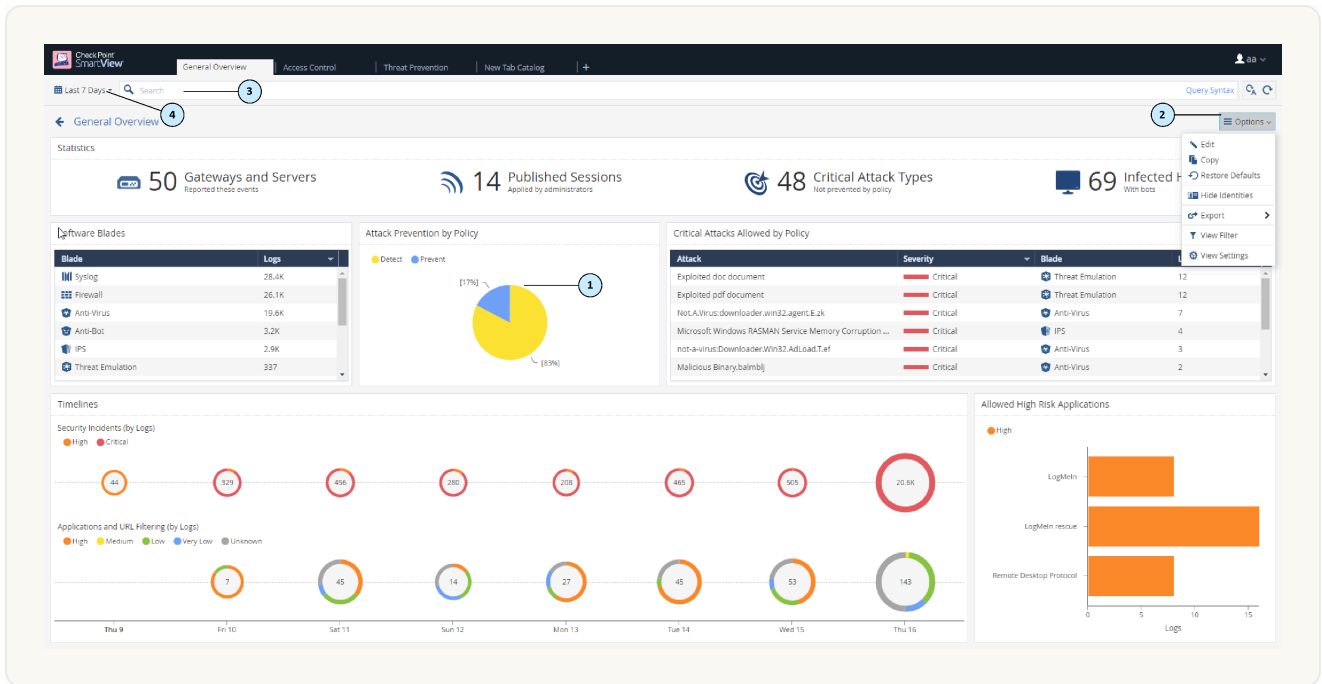 Check Point
SmartView
General Overview
Access Control
Threat Prevention
New Tab Catalog
+
aa
Last 7 Days
Search
3
Query Syntax
4
General Overview
2
Options
Edit
Copy
Restore Defaults
Hide Identities
Export
View Filter
View Settings
Statistics
50 Gateways and Servers
Reported these events
14 Published Sessions
Applied by administrators
48 Critical Attack Types
Not prevented by policy
69 Infected
With bots
Software Blades
Blade Logs
Syslog 28.4K
Firewall 26.1K
Anti-Virus 19.6K
Anti-Bot 3.2K
IPS 2.9K
Threat Emulation 337
Attack Prevention by Policy
Detect Prevent
[17%]
1
[83%]
Critical Attacks Allowed by Policy
Attack Severity Blade
Exploited doc document Critical Threat Emulation 12
Exploited pdf document Critical Threat Emulation 12
Not.A.Virus:downloader.win32.agent.E.zk Critical Anti-Virus 7
Microsoft Windows RASMAN Service Memory Corruption ... Critical IPS 4
not-a-virus:Downloader.Win32.AdLoad.T.ef Critical Anti-Virus 3
Malicious Binary.balmblj Critical Anti-Virus 2
Timelines
Security Incidents (by Logs)
High Critical
44 329 456 280 208 465 505 20.6K
Applications and URL Filtering (by Logs)
High Medium Low Very Low Unknown
7 45 14 27 45 53 143
Thu 9 Fri 10 Sat 11 Sun 12 Mon 13 Tue 14 Wed 15 Thu 16
Allowed High Risk Applications
High
LogMeIn
LogMeIn rescue
Remote Desktop Protocol
0 5 10 15
Logs